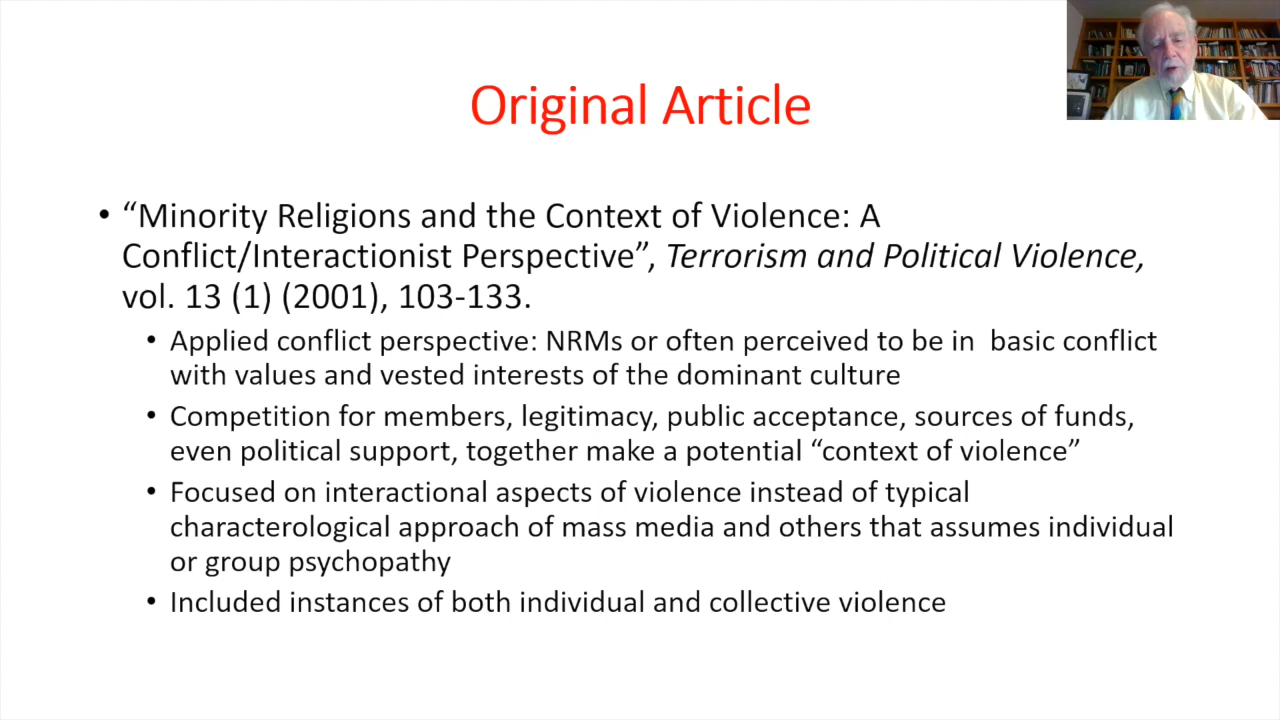 Original Article
• “Minority Religions and the Context of Violence: A
Conflict/Interactionist Perspective”, Terrorism and Political Violence,
vol. 13 (1) (2001), 103-133.
• Applied conflict perspective: NRMs or often perceived to be in  basic conflict
with values and vested interests of the dominant culture
• Competition for members, legitimacy, public acceptance, sources of funds,
even political support, together make a potential “context of violence”
• Focused on interactional aspects of violence instead of typical
characterological approach of mass media and others that assumes individual
or group psychopathy
• Included instances of both individual and collective violence